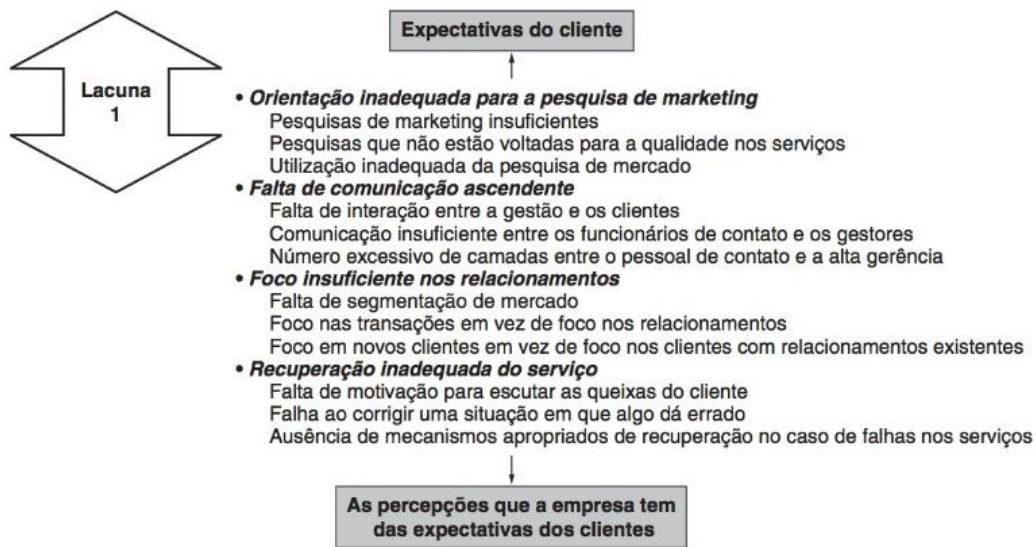 Expectativas do cliente
Lacuna
1
• Orientação inadequada para a pesquisa de marketing
Pesquisas de marketing insuficientes
Pesquisas que não estão voltadas para a qualidade nos serviços
Utilização inadequada da pesquisa de mercado
• Falta de comunicação ascendente
Falta de interação entre a gestão e os clientes
Comunicação insuficiente entre os funcionários de contato e os gestores
Número excessivo de camadas entre o pessoal de contato e a alta gerência
• Foco insuficiente nos relacionamentos
Falta de segmentação de mercado
Foco nas transações em vez de foco nos relacionamentos
Foco em novos clientes em vez de foco nos clientes com relacionamentos existentes
• Recuperação inadequada do serviço
Falta de motivação para escutar as queixas do cliente
Falha ao corrigir uma situação em que algo dá errado
Ausência de mecanismos apropriados de recuperação no caso de falhas nos serviços
As percepções que a empresa tem
das expectativas dos clientes